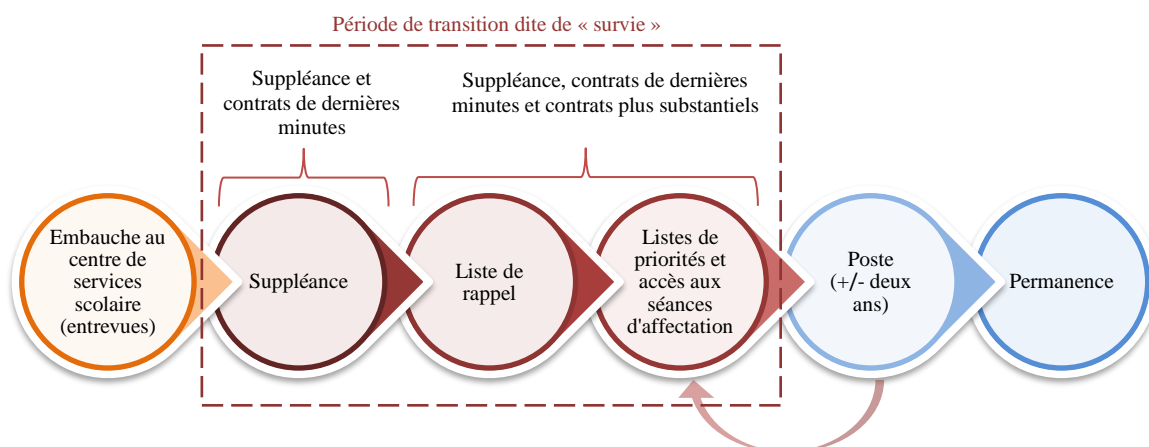 Période de transition dite de « survie »
Suppléance et
contrats de dernières
minutes
Suppléance, contrats de dernières
minutes et contrats plus substantiels
Embauche au
centre de
services
scolaire
(entrevues)
Suppléance
Liste de
rappel
Listes de
priorités et
accès aux
séances
d'affectation
Poste
(+/- deux
ans)
Permanence